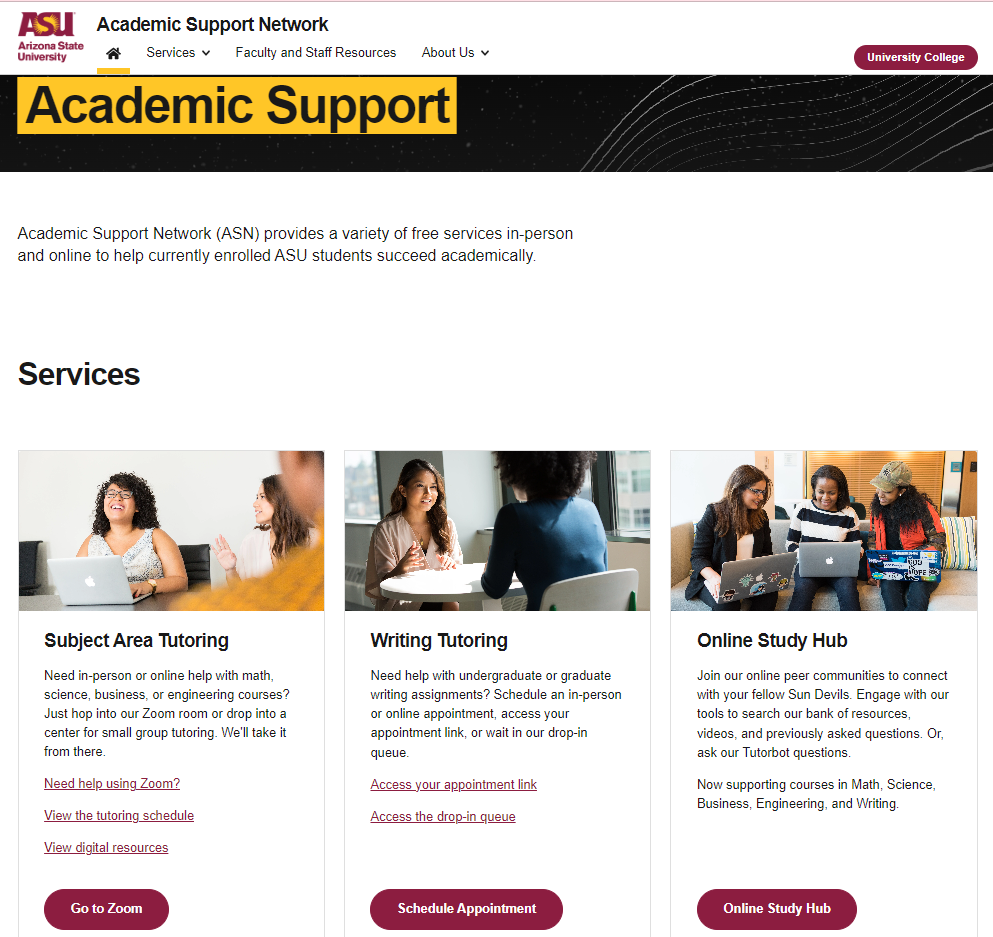 ASU
Arizona State
University
Academic Support Network
Services
Faculty and Staff Resources
About Us
University College
Academic Support
Academic Support Network (ASN) provides a variety of free services in-person
and online to help currently enrolled ASU students succeed academically.
Services
Subject Area Tutoring
Need in-person or online help with math,
science, business, or engineering courses?
Just hop into our Zoom room or drop into a
center for small group tutoring. We'll take it
from there.
Need help using Zoom?
View the tutoring schedule
View digital resources
Go to Zoom
Writing Tutoring
Need help with undergraduate or graduate
writing assignments? Schedule an in-person
or online appointment, access your
appointment link, or wait in our drop-in
queue.
Access your appointment link
Access the drop-in queue
Schedule Appointment
Online Study Hub
Join our online peer communities to connect
with your fellow Sun Devils. Engage with our
tools to search our bank of resources,
videos, and previously asked questions. Or,
ask our Tutorbot questions.
Now supporting courses in Math, Science,
Business, Engineering, and Writing.
Online Study Hub